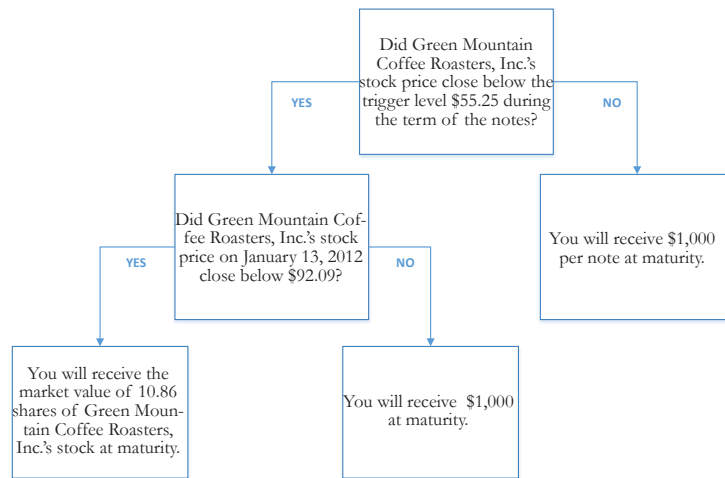 Did Green Mountain
Coffee Roasters, Inc.'s
stock price close below the
trigger level $55.25 during
the term of the notes?
YES
NO
Did Green Mountain Cof-
fee Roasters, Inc.'s stock
price on January 13, 2012
close below $92.09?
You will receive $1,000
per note at maturity.
YES
NO
You will receive the
market value of 10.86
shares of Green Moun-
tain Coffee Roasters,
Inc.'s stock at maturity.
You will receive $1,000
at maturity.